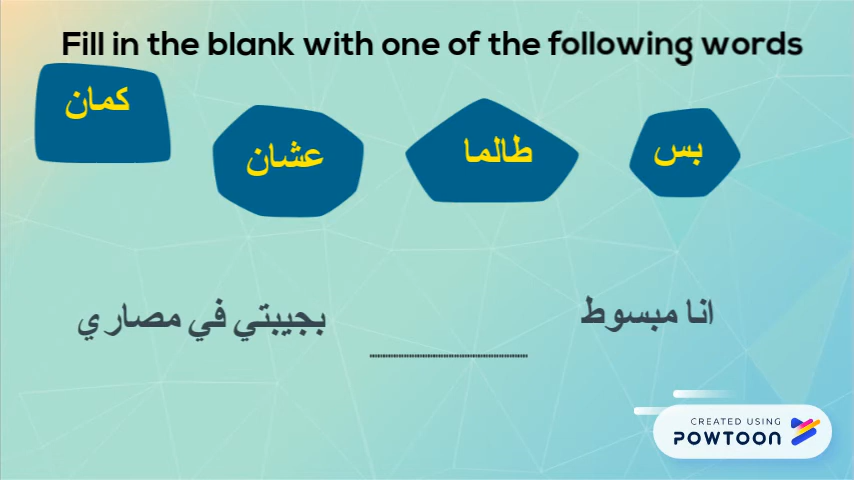 Fill in the blank with one of the following words
كمان
عشان
طالما
بس
انا مبسوط ______ بجيبتي في مصاري
CREATED USING
POWTOON